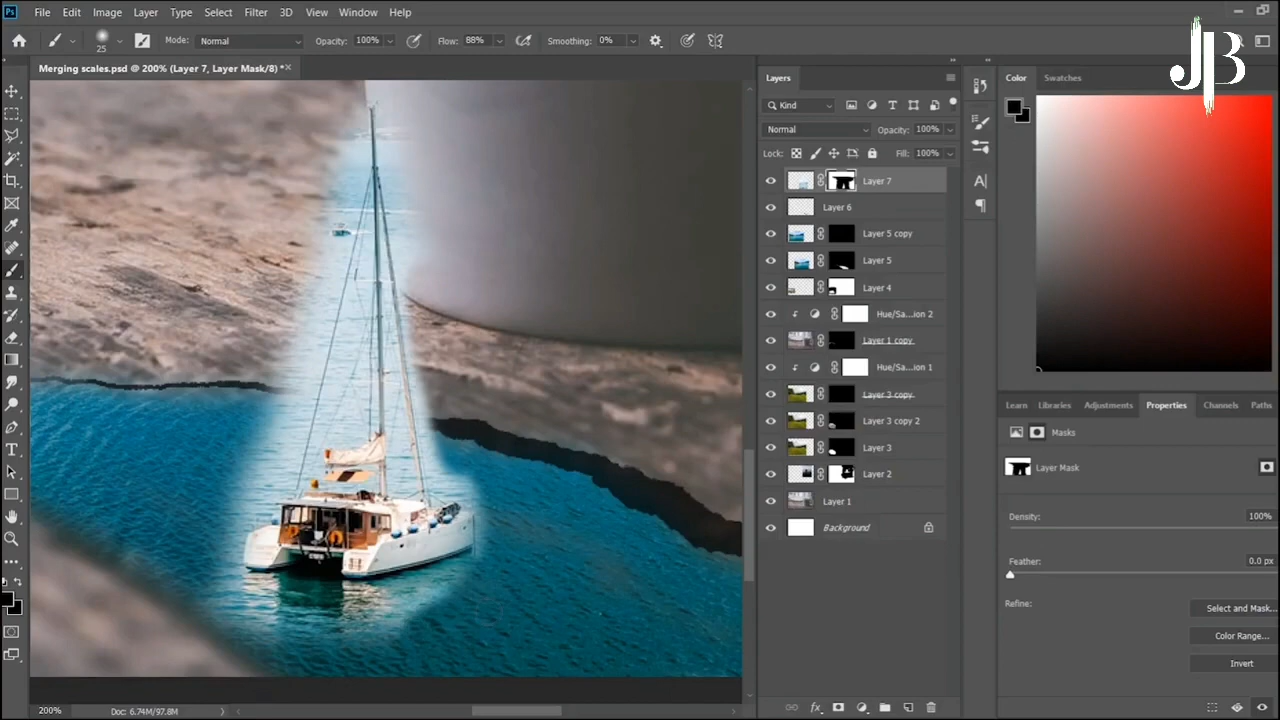 Ps File Edit Image Layer Type Select Filter 3D View Window Help
25 Mode: Normal Opacity: 100% Flow: 88% Smoothing: 0%
JB
Merging scales.psd @ 200% (Layer 7, Layer Mask/8) *
Layers
Color Swatches
Kind
Normal Opacity: 100%
Lock: Fill: 100%
Layer 7
Layer 6
Layer 5 copy
Layer 5
Layer 4
Hue/Sa...ion 2
Layer 1 copy
Hue/Sa...ion 1
Layer 3 copy
Layer 3 copy 2
Layer 3
Layer 2
Layer 1
Background
Learn Libraries Adjustments Properties Channels Paths
Masks
Layer Mask
Density: 100%
Feather: 0.0 px
Refine: Select and Mask...
Color Range...
Invert
200% Doc: 6.74M/97.8M